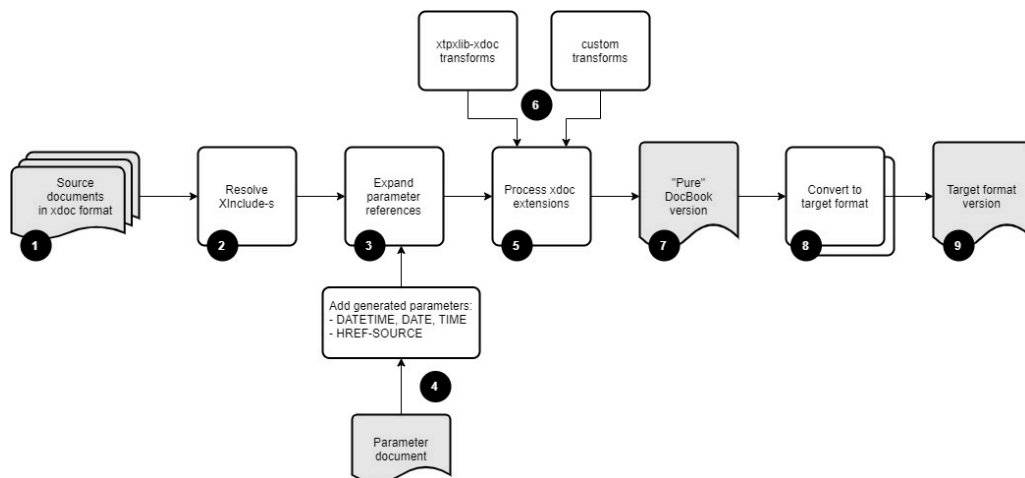 xtpxlib-xdoc
transforms
custom
transforms
6
Source
documents
in xdoc format
1
Resolve
XInclude-s
2
Expand
parameter
references
3
Process xdoc
extensions
5
"Pure"
DocBook
version
7
Convert to
target format
8
Target format
version
9
Add generated parameters:
- DATETIME, DATE, TIME
- HREF-SOURCE
4
Parameter
document